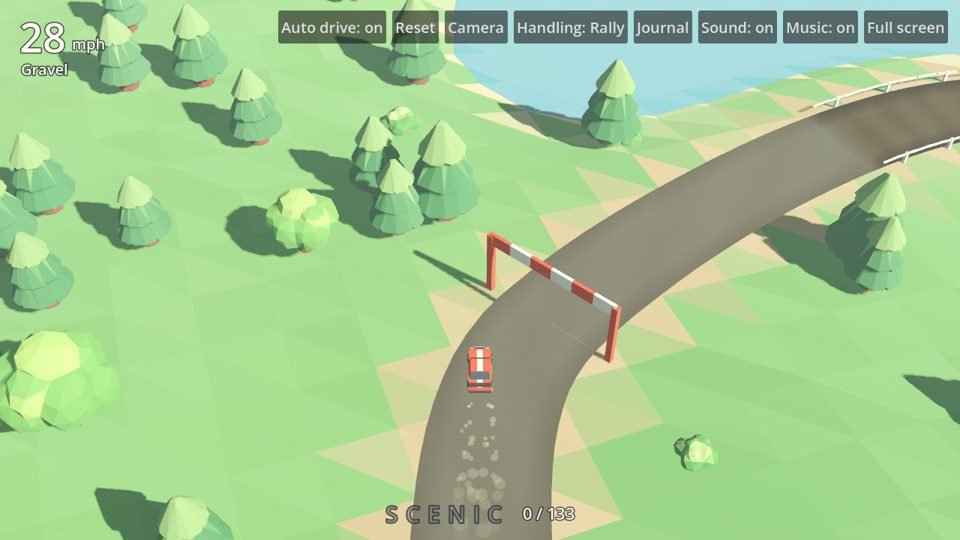 28 mph
Gravel
Auto drive: on Reset Camera Handling: Rally Journal Sound: on Music: on Full screen
SCENIC 0/133